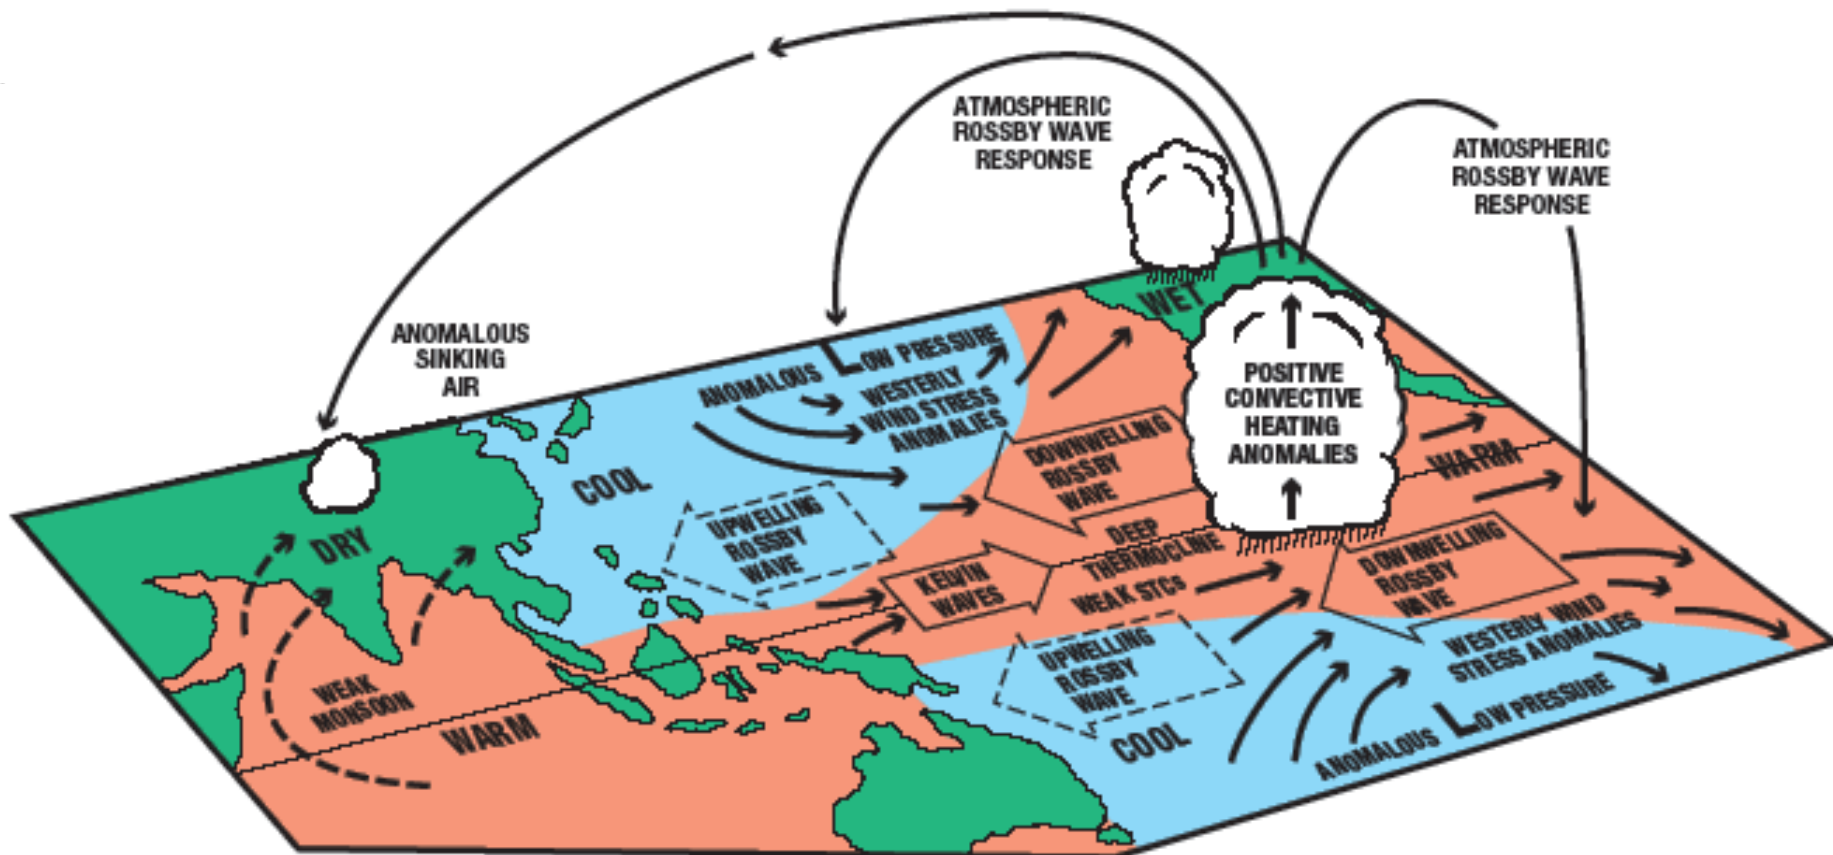 ATMOSPHERIC
ROSSBY WAVE
RESPONSE
ATMOSPHERIC
ROSSBY WAVE
RESPONSE
ANOMALOUS
SINKING
AIR
WET
ANOMALOUS LOW PRESSURE
WESTERLY
WIND STRESS
ANOMALIES
POSITIVE
CONVECTIVE
HEATING
ANOMALIES
COOL
DOWNWELLING
ROSSBY
WAVE
WARM
UPWELLING
ROSSBY
WAVE
DRY
DEEP
THERMOCLINE
WEAK STCs
KELVIN
WAVES
DOWNWELLING
ROSSBY
WAVE
UPWELLING
ROSSBY
WAVE
WESTERLY WIND
STRESS ANOMALIES
WEAK
MONSOON
WARM
COOL
ANOMALOUS LOW PRESSURE